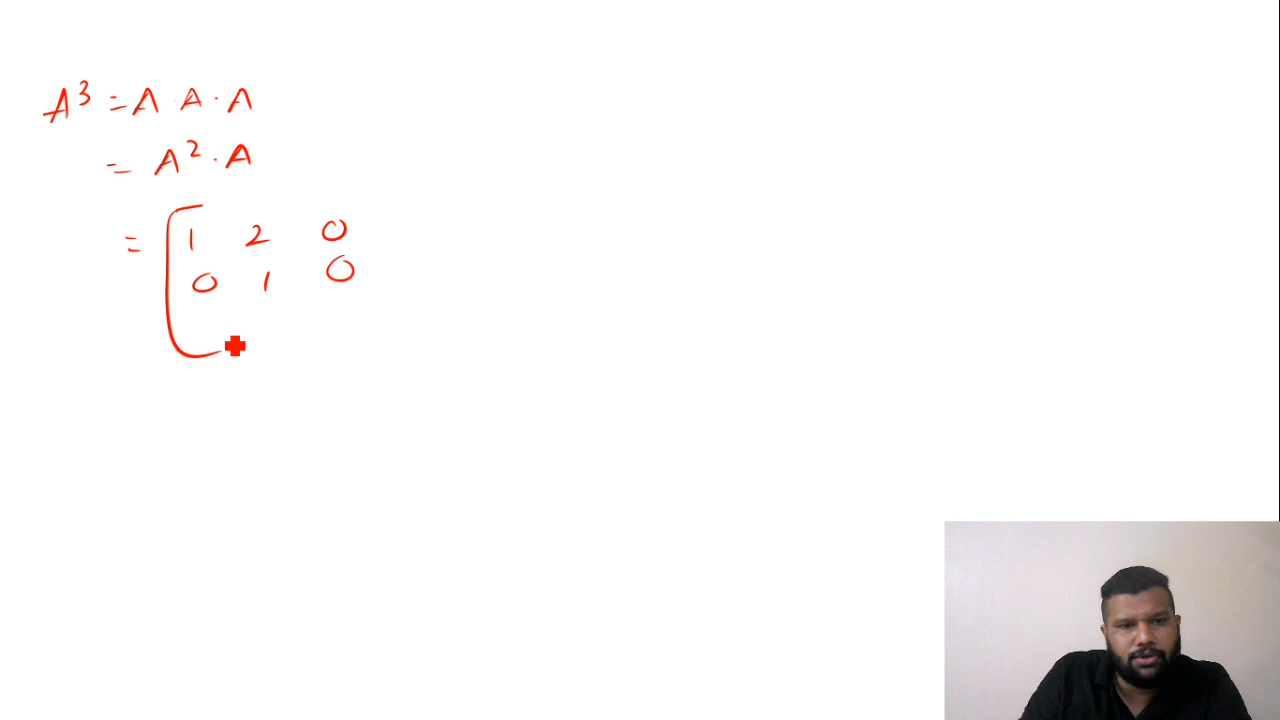 A³ = A · A · A
= A² · A
= [ 1 2 0
0 1 0